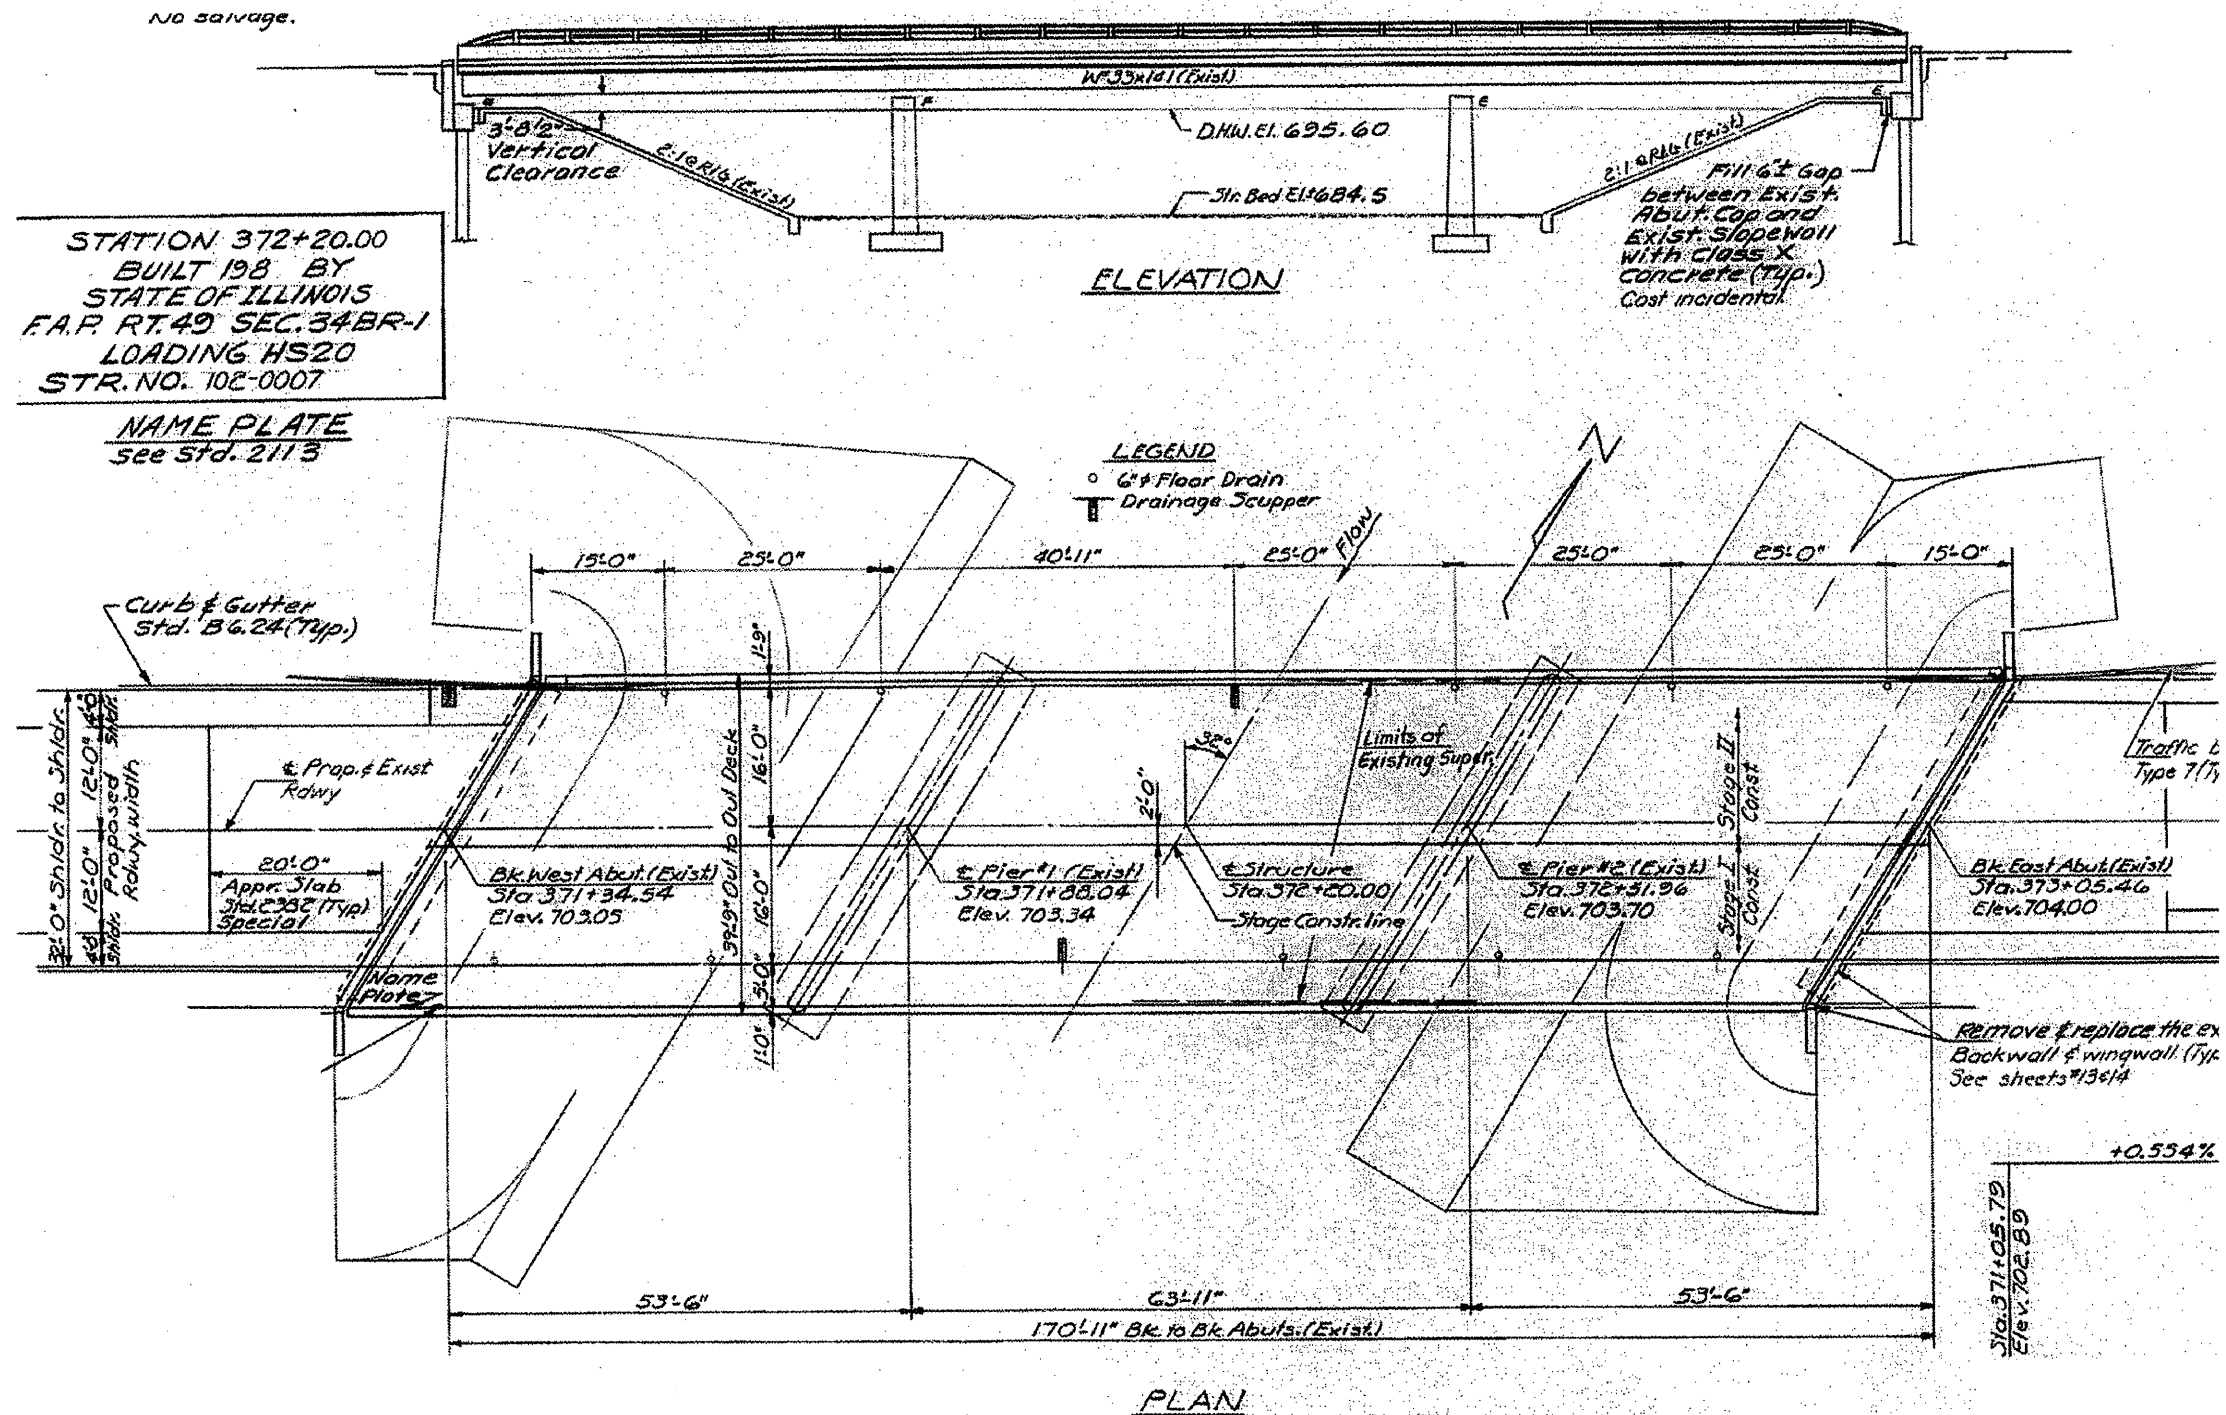 No salvage.
W 33x141 (Exist)
3'-8½"
Vertical
Clearance
2:1 @ Rt.∠ (Exist)
D.H.W. El. 695.60
Str. Bed El.±684.5
2:1 @ Rt.∠ (Exist)
Fill 6"± Gap
between Exist.
Abut. Cap and
Exist. Slopewall
with Class X
Concrete (Typ.)
Cost incidental.
E
F
E
E
ELEVATION
STATION 372+20.00
BUILT 198 BY
STATE OF ILLINOIS
F.A.P. RT. 49 SEC. 34BR-1
LOADING HS20
STR. NO. 102-0007
NAME PLATE
see Std. 2113
LEGEND
6"ϕ Floor Drain
Drainage Scupper
N
Flow
15'-0"
25'-0"
40'-11"
25'-0"
25'-0"
25'-0"
15'-0"
Curb & Gutter
Std. B6.24 (Typ.)
1'-9"
16'-0"
16'-0"
5'-0"
1'-0"
39'-9" Out to Out Deck
32'-0" Shldr. to Shldr.
4'-0" Shldr.
12'-0"
12'-0"
4'-0" Shldr.
Proposed
Rdwy. width
℄ Prop. & Exist
Rdwy
20'-0"
Appr. Slab
Std. 2382 (Typ)
Special
Name
Plate
Bk. West Abut. (Exist)
Sta. 371+34.54
Elev. 703.05
℄ Pier #1 (Exist)
Sta. 371+88.04
Elev. 703.34
2'-0"
32°
℄ Structure
Sta. 372+20.00
Stage Constr. line
Limits of
Existing Super.
℄ Pier #2 (Exist)
Sta. 372+51.96
Elev. 703.70
Stage II
Const
Stage I
Const
Bk. East Abut. (Exist)
Sta. 373+05.46
Elev. 704.00
Traffic b
Type 7 (Ty
Remove & replace the ex
Backwall & wingwall (Typ
See sheets #13&14
+0.554%
Sta. 371+05.79
Elev. 702.89
53'-6"
63'-11"
53'-6"
170'-11" Bk. to Bk. Abuts. (Exist.)
PLAN